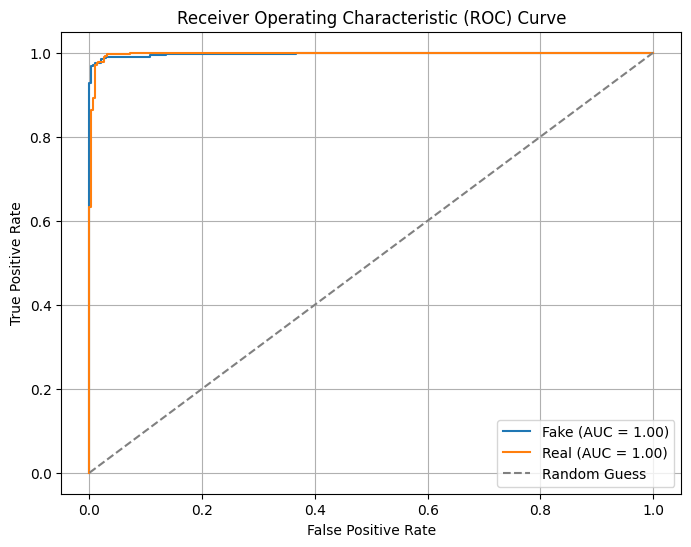 Receiver Operating Characteristic (ROC) Curve
1.0
0.8
0.6
0.4
0.2
0.0
True Positive Rate
Fake (AUC = 1.00)
Real (AUC = 1.00)
Random Guess
0.0 0.2 0.4 0.6 0.8 1.0
False Positive Rate